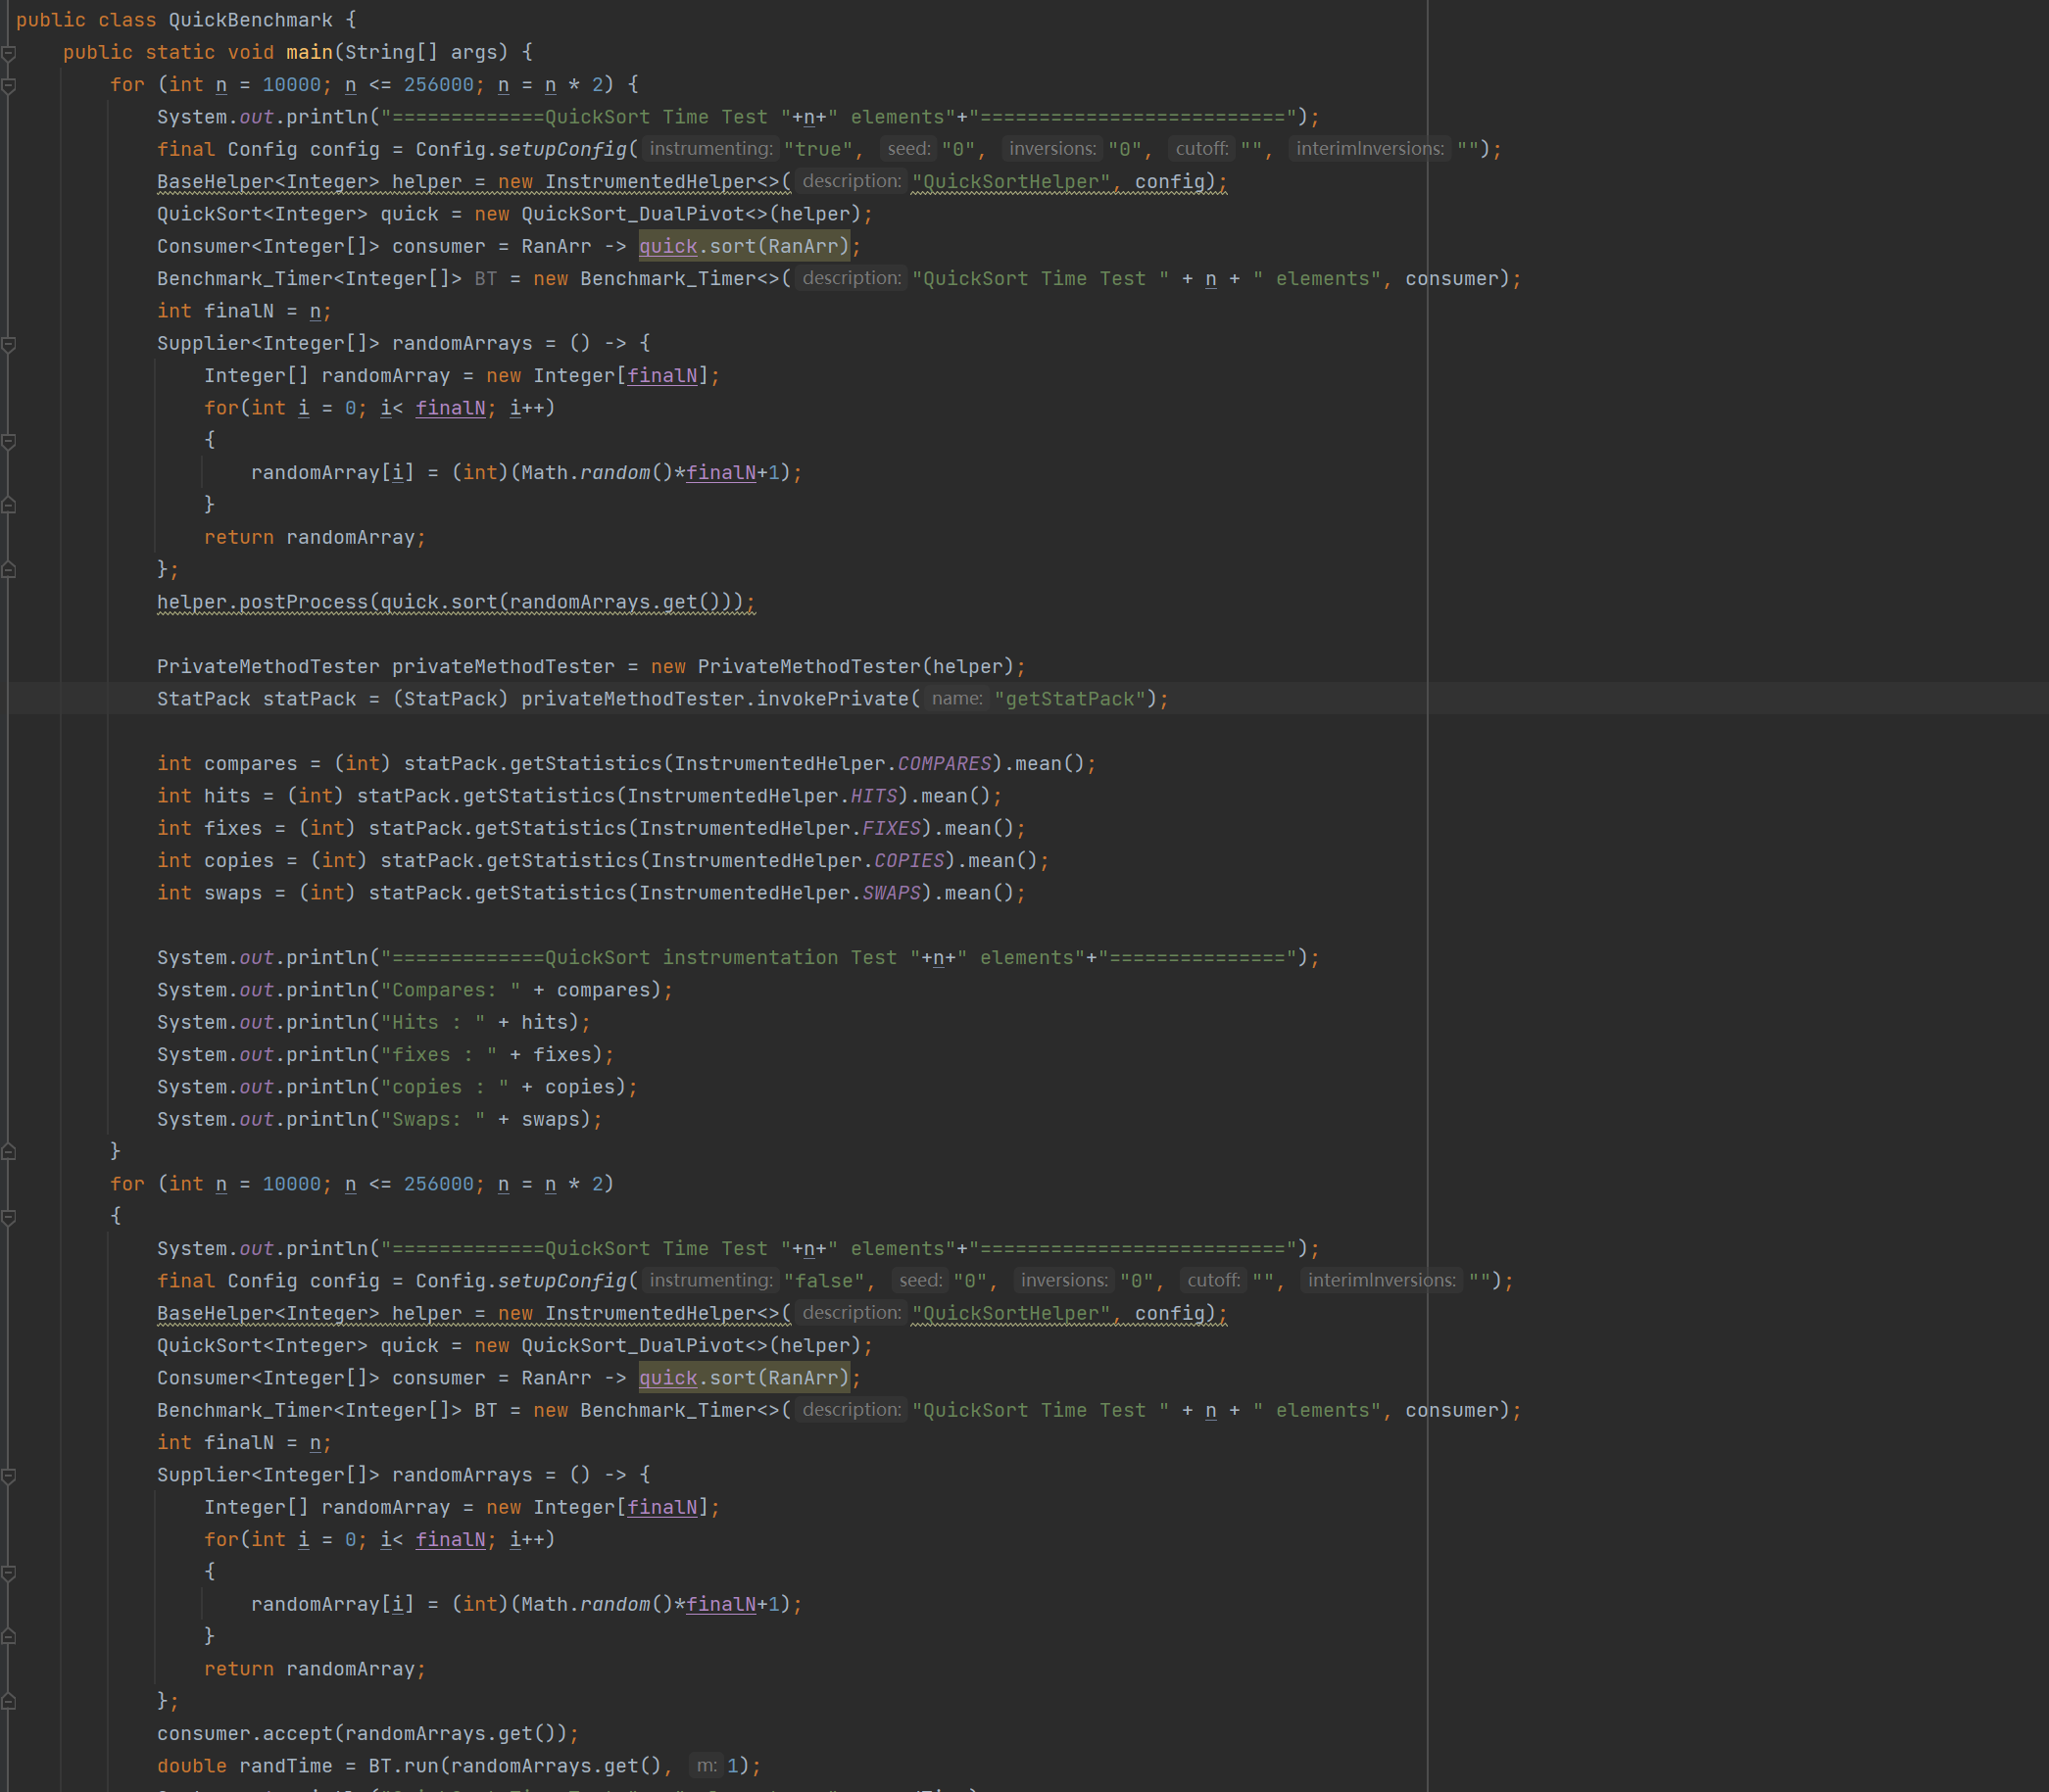 public class QuickBenchmark {
    public static void main(String[] args) {
        for (int n = 10000; n <= 256000; n = n * 2) {
            System.out.println("=============QuickSort Time Test "+n+" elements"+"==========================");
            final Config config = Config.setupConfig( instrumenting: "true", seed: "0", inversions: "0", cutoff: "", interimInversions: "");
            BaseHelper<Integer> helper = new InstrumentedHelper<>( description: "QuickSortHelper", config);
            QuickSort<Integer> quick = new QuickSort_DualPivot<>(helper);
            Consumer<Integer[]> consumer = RanArr -> quick.sort(RanArr);
            Benchmark_Timer<Integer[]> BT = new Benchmark_Timer<>( description: "QuickSort Time Test " + n + " elements", consumer);
            int finalN = n;
            Supplier<Integer[]> randomArrays = () -> {
                Integer[] randomArray = new Integer[finalN];
                for(int i = 0; i< finalN; i++)
                {
                    randomArray[i] = (int)(Math.random()*finalN+1);
                }
                return randomArray;
            };
            helper.postProcess(quick.sort(randomArrays.get()));
            PrivateMethodTester privateMethodTester = new PrivateMethodTester(helper);
            StatPack statPack = (StatPack) privateMethodTester.invokePrivate( name: "getStatPack");
            int compares = (int) statPack.getStatistics(InstrumentedHelper.COMPARES).mean();
            int hits = (int) statPack.getStatistics(InstrumentedHelper.HITS).mean();
            int fixes = (int) statPack.getStatistics(InstrumentedHelper.FIXES).mean();
            int copies = (int) statPack.getStatistics(InstrumentedHelper.COPIES).mean();
            int swaps = (int) statPack.getStatistics(InstrumentedHelper.SWAPS).mean();
            System.out.println("=============QuickSort instrumentation Test "+n+" elements"+"===============");
            System.out.println("Compares: " + compares);
            System.out.println("Hits : " + hits);
            System.out.println("fixes : " + fixes);
            System.out.println("copies : " + copies);
            System.out.println("Swaps: " + swaps);
        }
        for (int n = 10000; n <= 256000; n = n * 2)
        {
            System.out.println("=============QuickSort Time Test "+n+" elements"+"==========================");
            final Config config = Config.setupConfig( instrumenting: "false", seed: "0", inversions: "0", cutoff: "", interimInversions: "");
            BaseHelper<Integer> helper = new InstrumentedHelper<>( description: "QuickSortHelper", config);
            QuickSort<Integer> quick = new QuickSort_DualPivot<>(helper);
            Consumer<Integer[]> consumer = RanArr -> quick.sort(RanArr);
            Benchmark_Timer<Integer[]> BT = new Benchmark_Timer<>( description: "QuickSort Time Test " + n + " elements", consumer);
            int finalN = n;
            Supplier<Integer[]> randomArrays = () -> {
                Integer[] randomArray = new Integer[finalN];
                for(int i = 0; i< finalN; i++)
                {
                    randomArray[i] = (int)(Math.random()*finalN+1);
                }
                return randomArray;
            };
            consumer.accept(randomArrays.get());
            double randTime = BT.run(randomArrays.get(), m: 1);